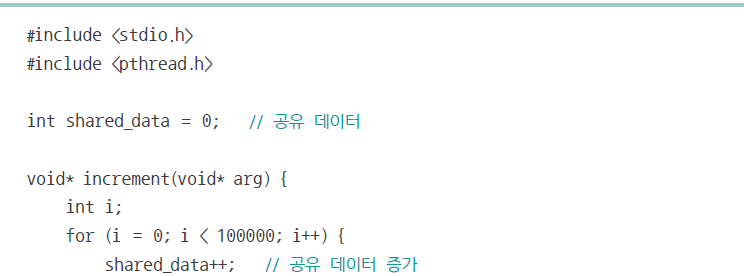 #include <stdio.h>
#include <pthread.h>
int shared_data = 0;   // 공유 데이터
void* increment(void* arg) {
    int i;
    for (i = 0; i < 100000; i++) {
        shared_data++;   // 공유 데이터 증가